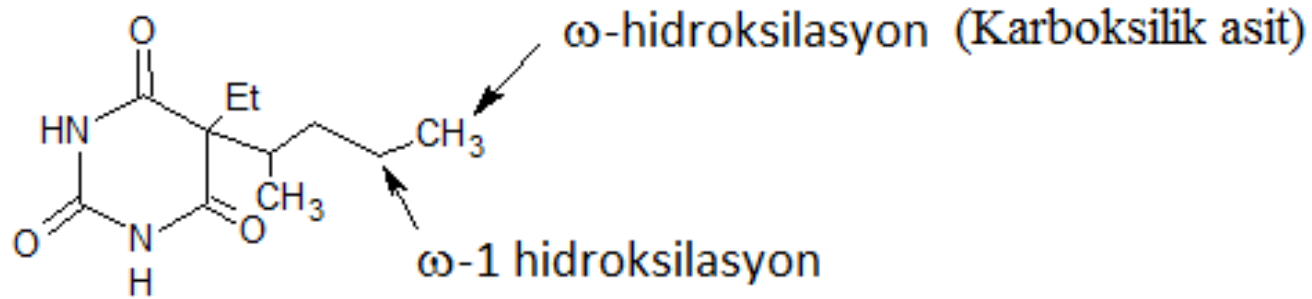 ω-hidroksilasyon (Karboksilik asit)
O
Et
HN
CH3
CH3
O
N
H
O
ω-1 hidroksilasyon